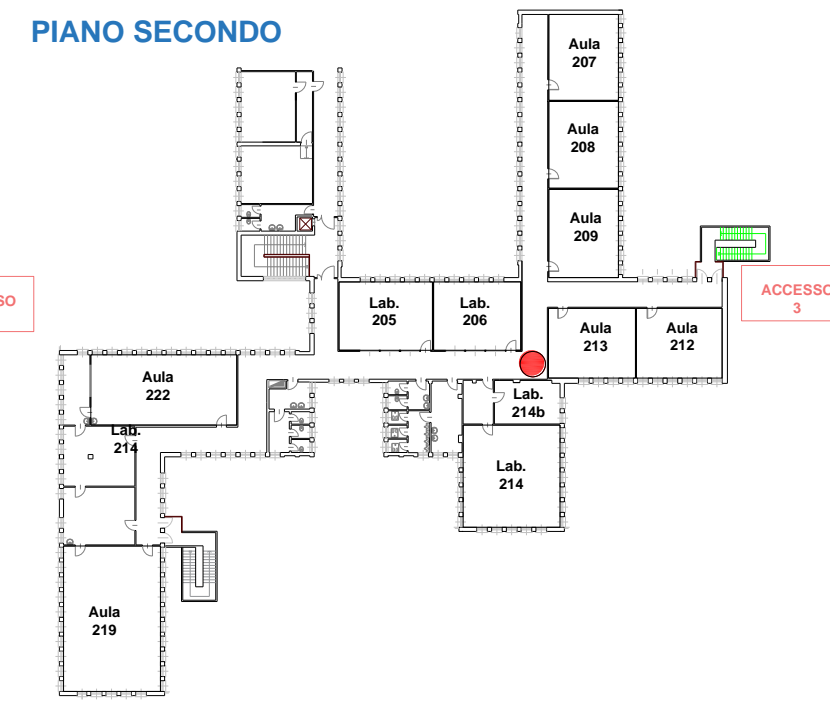 PIANO SECONDO
Aula
207
Aula
208
Aula
209
SO
ACCESSO
3
Lab.
205
Lab.
206
Aula
213
Aula
212
Aula
222
Lab.
214b
Lab.
214
Lab.
214
Aula
219